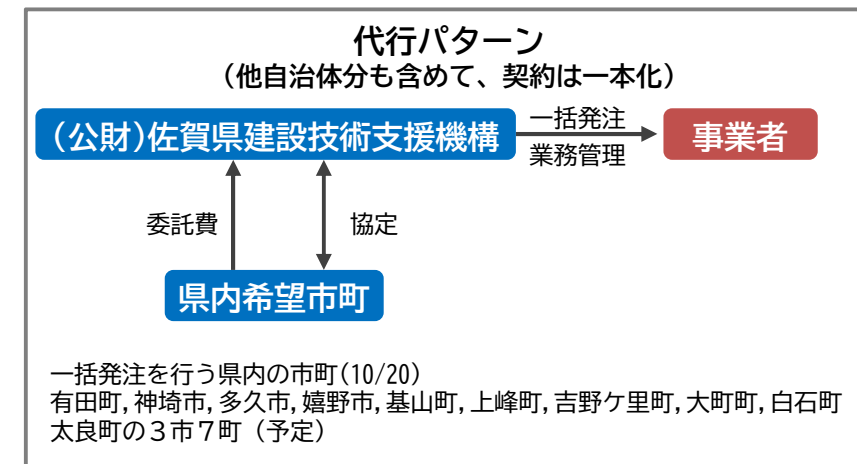 代行パターン
（他自治体分も含めて、契約は一本化）
（公財）佐賀県建設技術支援機構
一括発注
業務管理
事業者
委託費
協定
県内希望市町
一括発注を行う県内の市町(10/20)
有田町,神埼市,多久市,嬉野市,基山町,上峰町,吉野ケ里町,大町町,白石町
太良町の３市７町（予定）